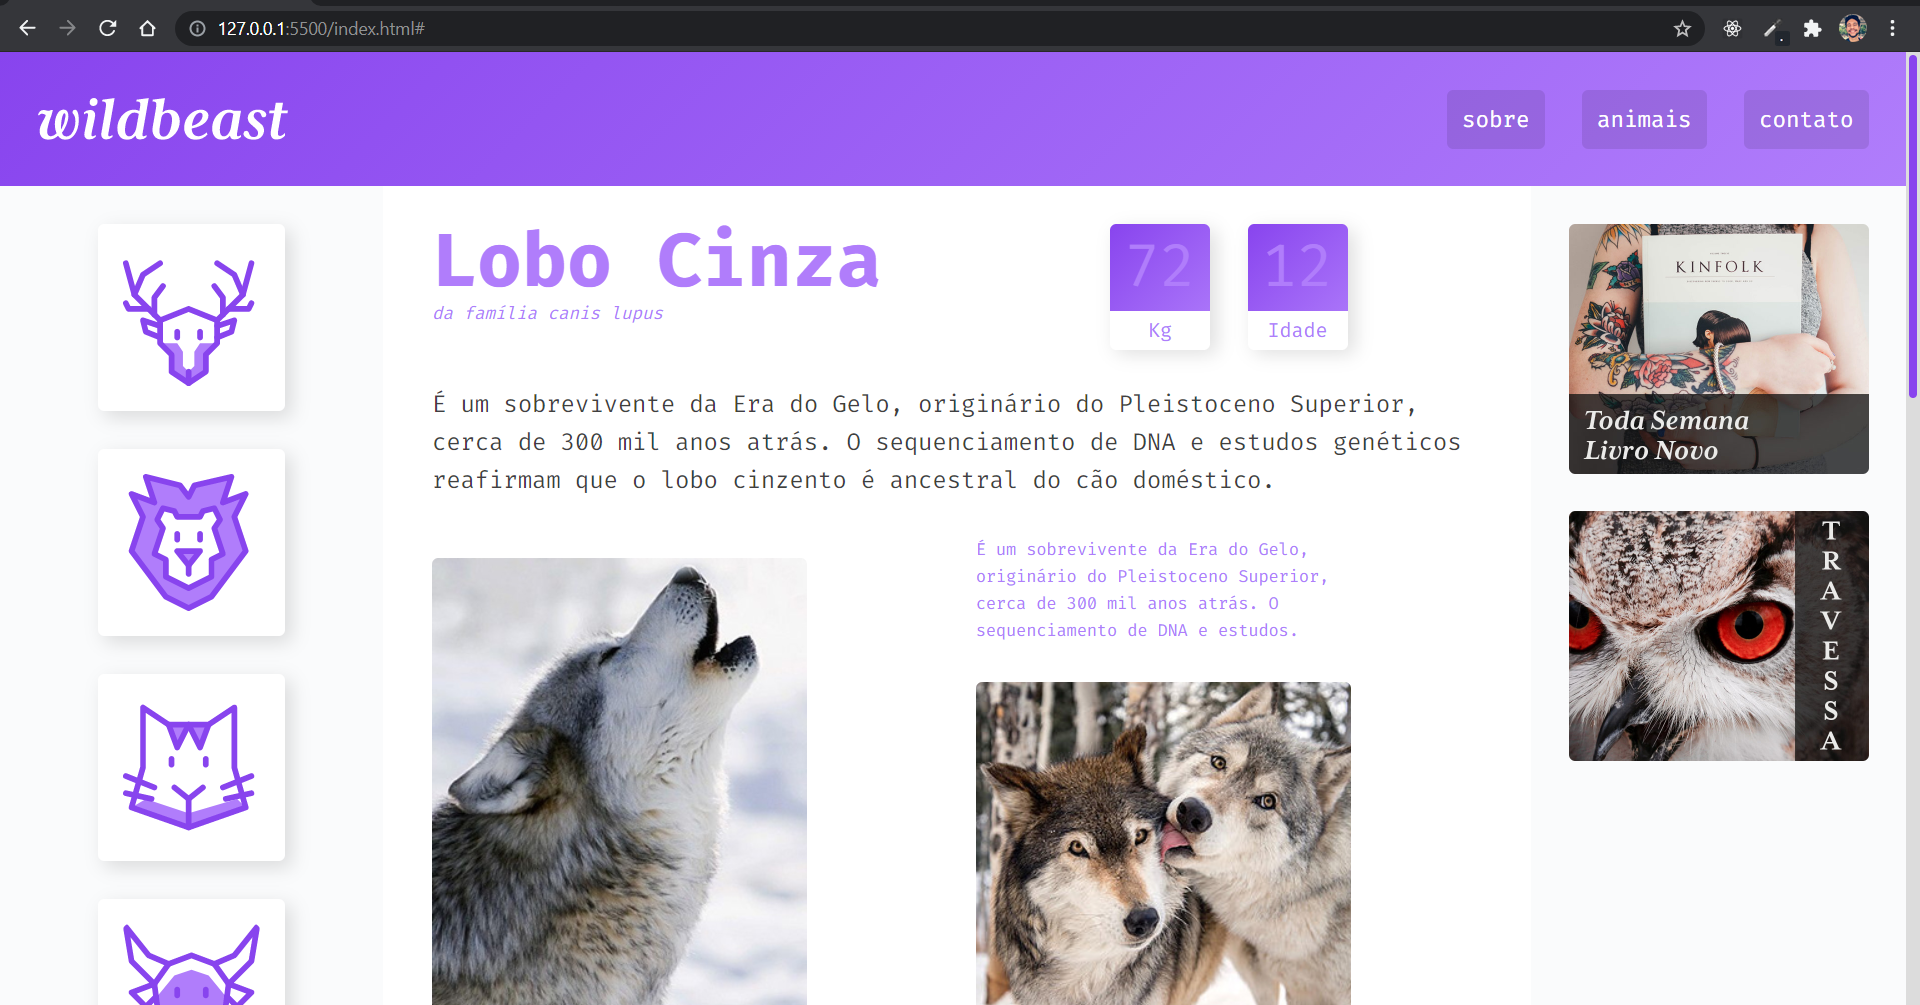 127.0.0.1:5500/index.html#
wildbeast
sobre
animais
contato
Lobo Cinza
da família canis lupus
72
Kg
12
Idade
É um sobrevivente da Era do Gelo, originário do Pleistoceno Superior,
cerca de 300 mil anos atrás. O sequenciamento de DNA e estudos genéticos
reafirmam que o lobo cinzento é ancestral do cão doméstico.
É um sobrevivente da Era do Gelo,
originário do Pleistoceno Superior,
cerca de 300 mil anos atrás. O
sequenciamento de DNA e estudos.
KINFOLK
Toda Semana
Livro Novo
TRAVESSA